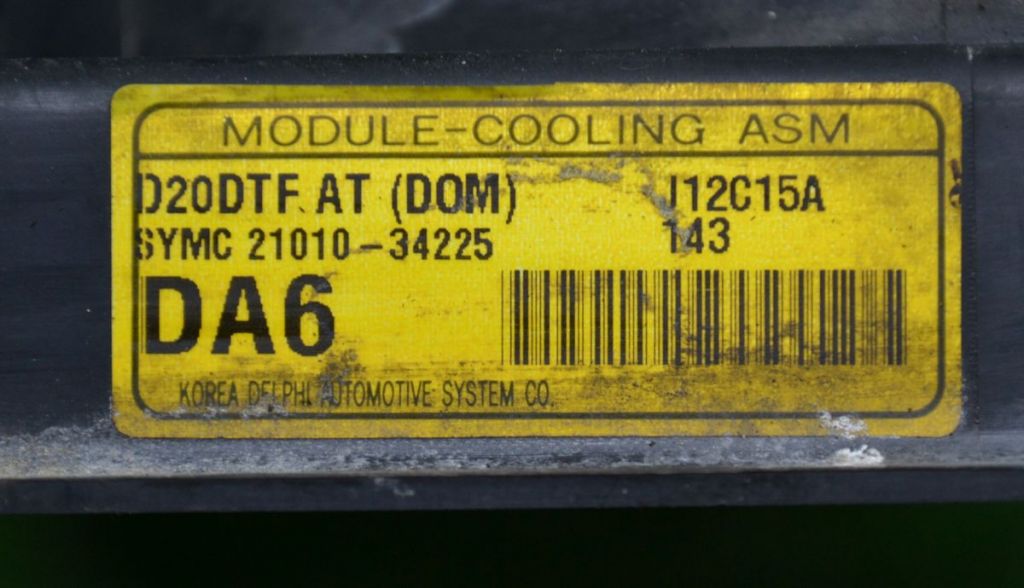 MODULE-COOLING ASM
D20DTF AT (DOM) I12C15A
SYMC 21010-34225 143
DA6
KOREA DELPHI AUTOMOTIVE SYSTEM CO.